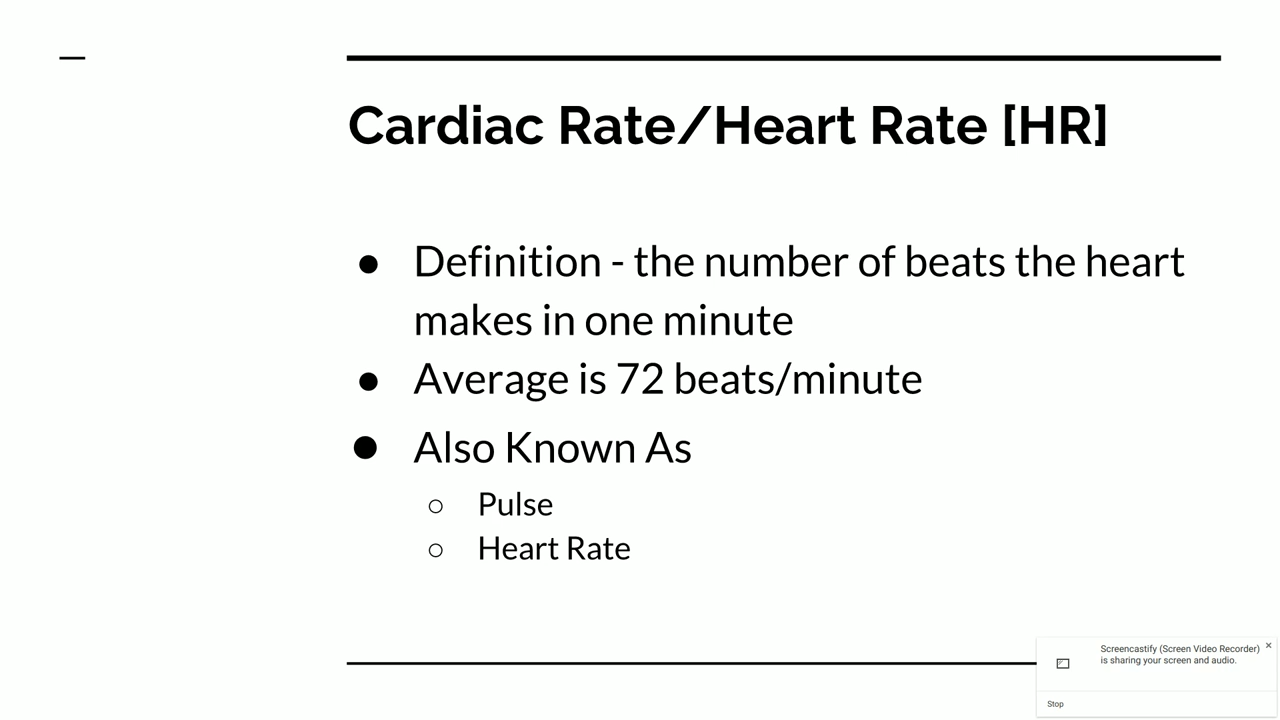 Cardiac Rate/Heart Rate [HR]
● Definition - the number of beats the heart
makes in one minute
● Average is 72 beats/minute
● Also Known As
○ Pulse
○ Heart Rate
Screencastify (Screen Video Recorder)
is sharing your screen and audio.
Stop